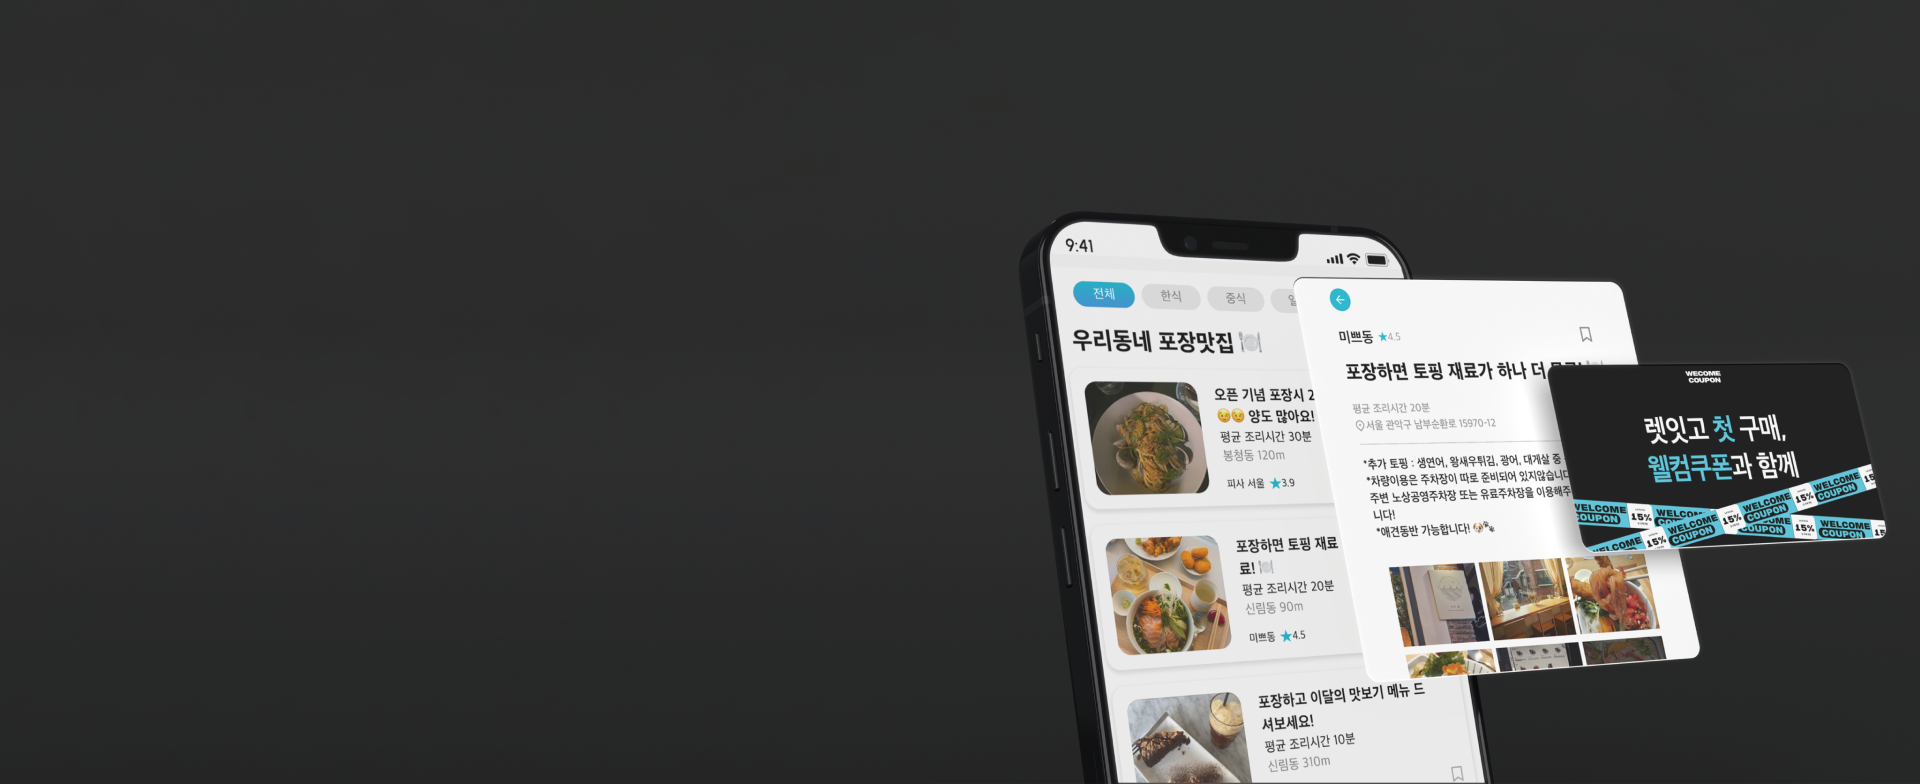 9:41
전체 한식 중식
우리동네 포장맛집
오픈 기념 포장시
😉😉 양도 많아요!
평균 조리시간 30분
봉청동 120m
피사 서울 ★3.9
포장하면 토핑 재료
료! 🍽
평균 조리시간 20분
신림동 90m
미쁘동 ★4.5
포장하고 이달의 맛보기 메뉴 드
셔보세요!
평균 조리시간 10분
신림동 310m
미쁘동 ★4.5
포장하면 토핑 재료가 하나 더
평균 조리시간 20분
서울 관악구 남부순환로 15970-12
*추가 토핑 : 생연어, 왕새우튀김, 광어, 대게살 중
*차량이용은 주차장이 따로 준비되어 있지않습니다
주변 노상공영주차장 또는 유료주차장을 이용해주
니다!
*애견동반 가능합니다! 🐶🐾
WECOME
COUPON
렛잇고 첫 구매,
웰컴쿠폰과 함께
WELCOME
COUPON
15%
WELCOME
COUPON
15%
WELCOME
COUPON
15%
WELCOME
COUPON
15%
WELCOME
COUPON
15%
WELCOME
COUPON